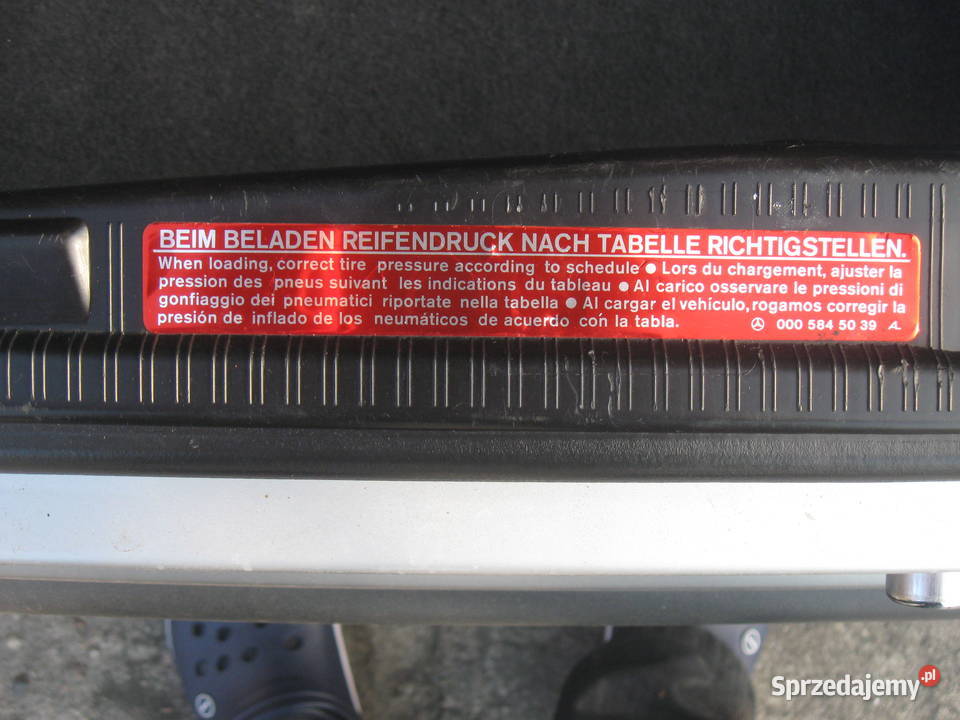 BEIM BELADEN REIFENDRUCK NACH TABELLE RICHTIGSTELLEN.
When loading, correct tire pressure according to schedule ● Lors du chargement, ajuster la
pression des pneus suivant les indications du tableau ● Al carico osservare le pressioni di
gonfiaggio dei pneumatici riportate nella tabella ● Al cargar el vehículo, rogamos corregir la
presión de inflado de los neumáticos de acuerdo con la tabla. 000 584 50 39
Sprzedajemy.pl